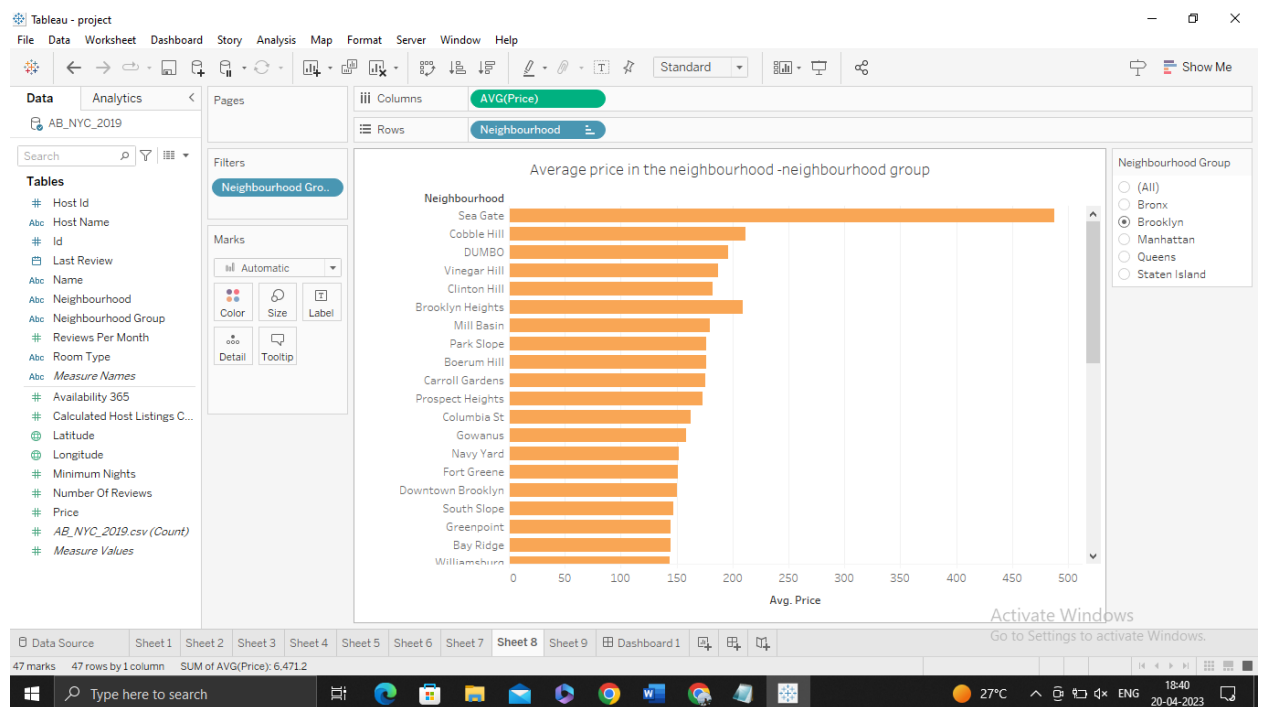 Tableau - project
File Data Worksheet Dashboard Story Analysis Map Format Server Window Help
Standard
Show Me
Data Analytics
AB_NYC_2019
Search
Tables
# Host Id
Abc Host Name
# Id
Last Review
Abc Name
Abc Neighbourhood
Abc Neighbourhood Group
# Reviews Per Month
Abc Room Type
Abc Measure Names
# Availability 365
# Calculated Host Listings C...
Latitude
Longitude
# Minimum Nights
# Number Of Reviews
# Price
# AB_NYC_2019.csv (Count)
# Measure Values
Pages
Filters
Neighbourhood Gro..
Marks
Automatic
Color Size Label
Detail Tooltip
Columns AVG(Price)
Rows Neighbourhood
Average price in the neighbourhood -neighbourhood group
Neighbourhood
Sea Gate
Cobble Hill
DUMBO
Vinegar Hill
Clinton Hill
Brooklyn Heights
Mill Basin
Park Slope
Boerum Hill
Carroll Gardens
Prospect Heights
Columbia St
Gowanus
Navy Yard
Fort Greene
Downtown Brooklyn
South Slope
Greenpoint
Bay Ridge
Williamsburg
0 50 100 150 200 250 300 350 400 450 500
Avg. Price
Neighbourhood Group
(All)
Bronx
Brooklyn
Manhattan
Queens
Staten Island
Activate Windows
Go to Settings to activate Windows.
Data Source Sheet 1 Sheet 2 Sheet 3 Sheet 4 Sheet 5 Sheet 6 Sheet 7 Sheet 8 Sheet 9 Dashboard 1
47 marks 47 rows by 1 column SUM of AVG(Price): 6,471.2
Type here to search
27°C ENG 18:40
20-04-2023